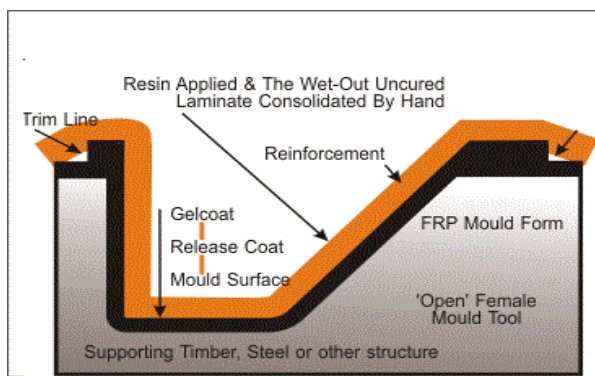 Resin Applied & The Wet-Out Uncured
Laminate Consolidated By Hand
Trim Line
Reinforcement
Gelcoat
Release Coat
Mould Surface
FRP Mould Form
'Open' Female
Mould Tool
Supporting Timber, Steel or other structure